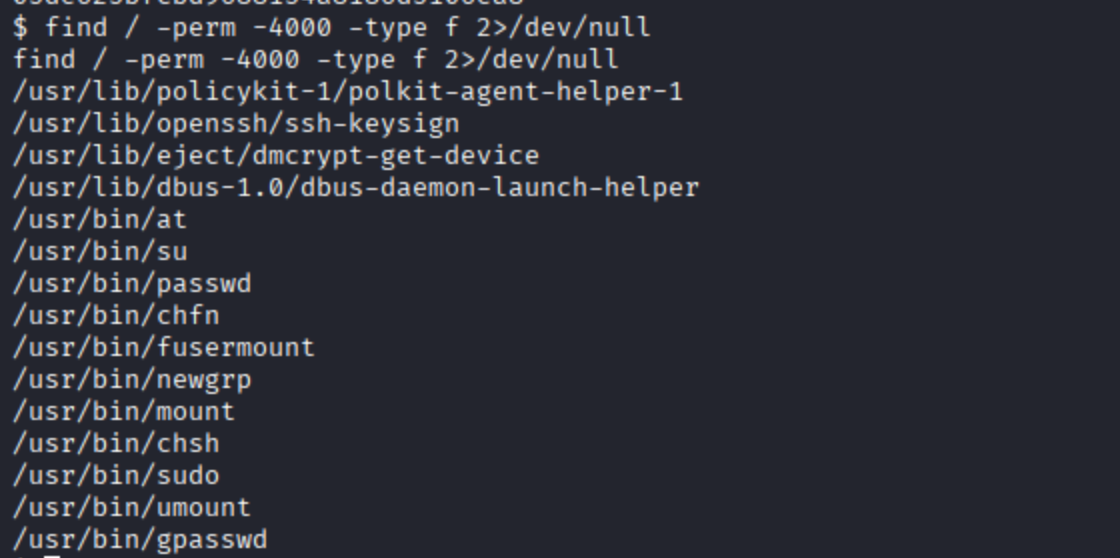 $ find / -perm -4000 -type f 2>/dev/null
find / -perm -4000 -type f 2>/dev/null
/usr/lib/policykit-1/polkit-agent-helper-1
/usr/lib/openssh/ssh-keysign
/usr/lib/eject/dmcrypt-get-device
/usr/lib/dbus-1.0/dbus-daemon-launch-helper
/usr/bin/at
/usr/bin/su
/usr/bin/passwd
/usr/bin/chfn
/usr/bin/fusermount
/usr/bin/newgrp
/usr/bin/mount
/usr/bin/chsh
/usr/bin/sudo
/usr/bin/umount
/usr/bin/gpasswd